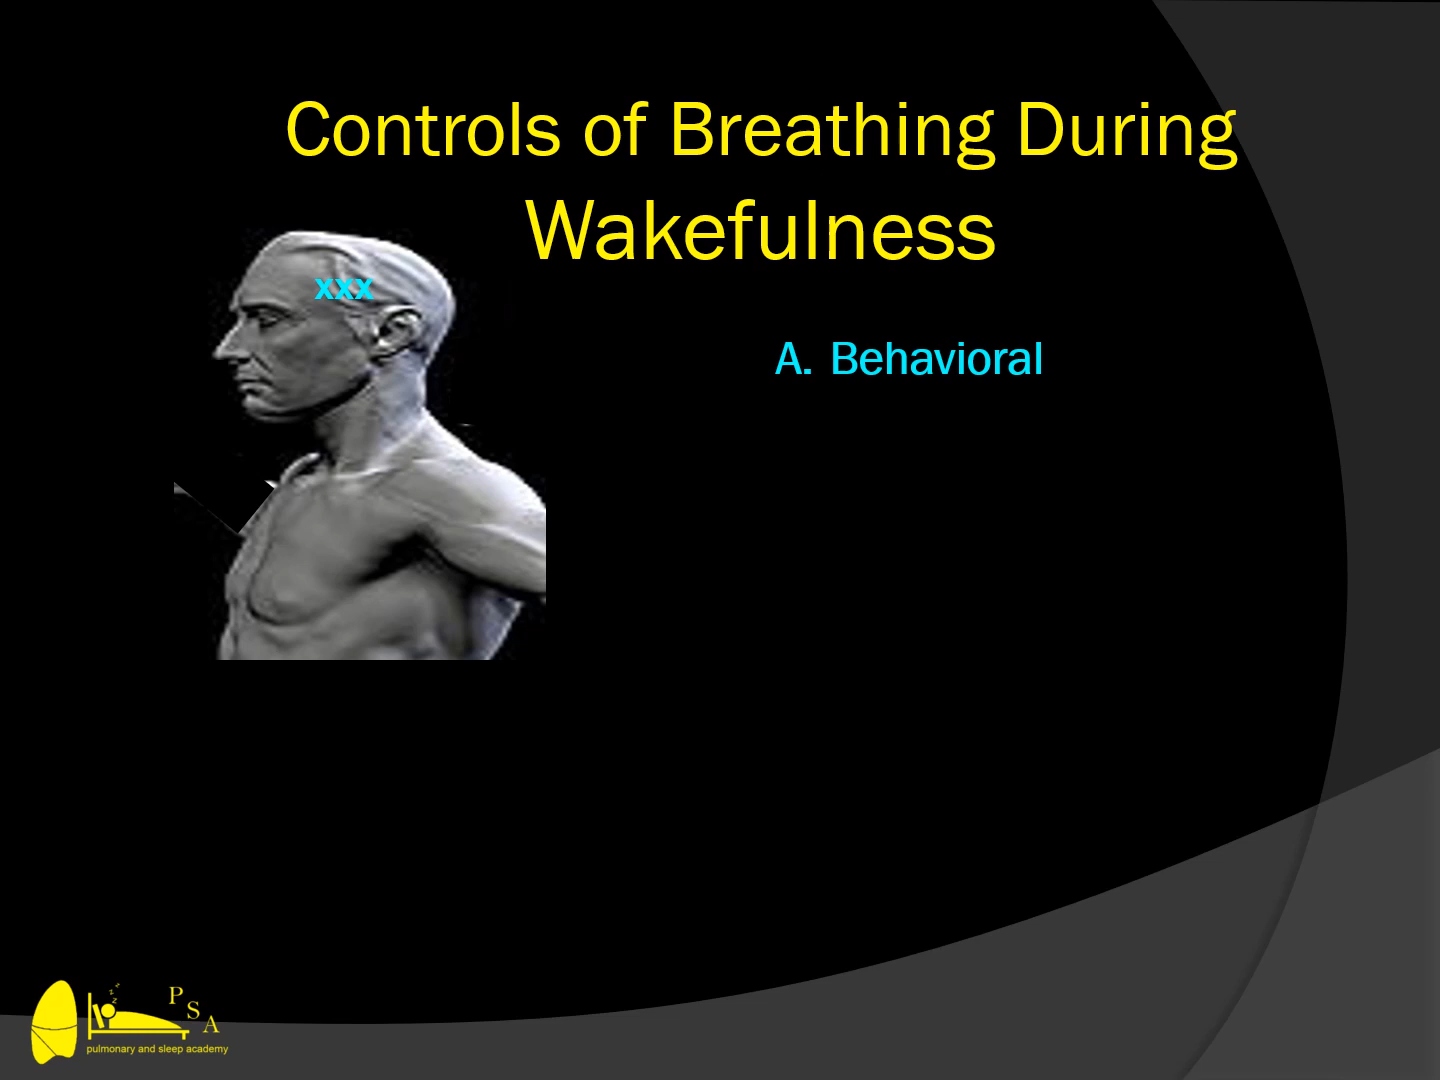 Controls of Breathing During
Wakefulness
xxx
A. Behavioral
z z z z
P S A
pulmonary and sleep academy